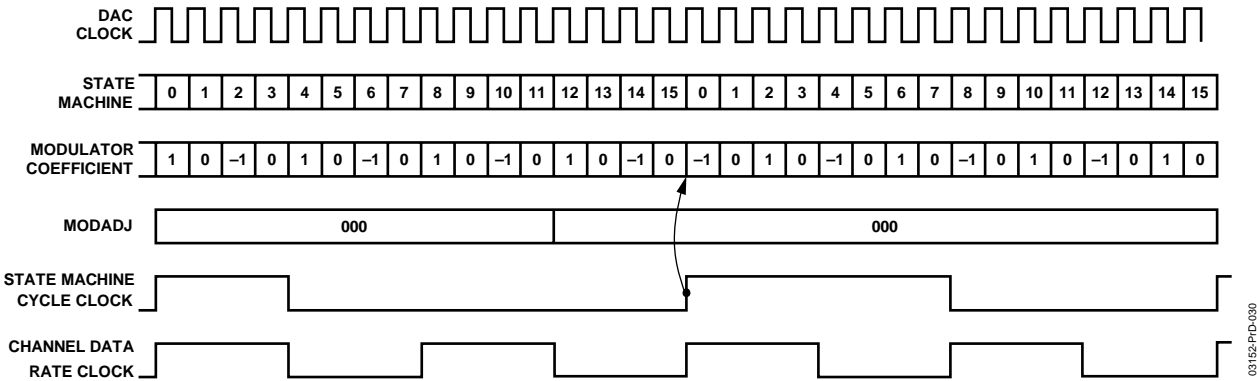 DAC
CLOCK
STATE
MACHINE
0 1 2 3 4 5 6 7 8 9 10 11 12 13 14 15 0 1 2 3 4 5 6 7 8 9 10 11 12 13 14 15
MODULATOR
COEFFICIENT
1 0 –1 0 1 0 –1 0 1 0 –1 0 1 0 –1 0 –1 0 1 0 –1 0 1 0 –1 0 1 0 –1 0 1 0
MODADJ
000 000
STATE MACHINE
CYCLE CLOCK
CHANNEL DATA
RATE CLOCK
03152-PrD-030